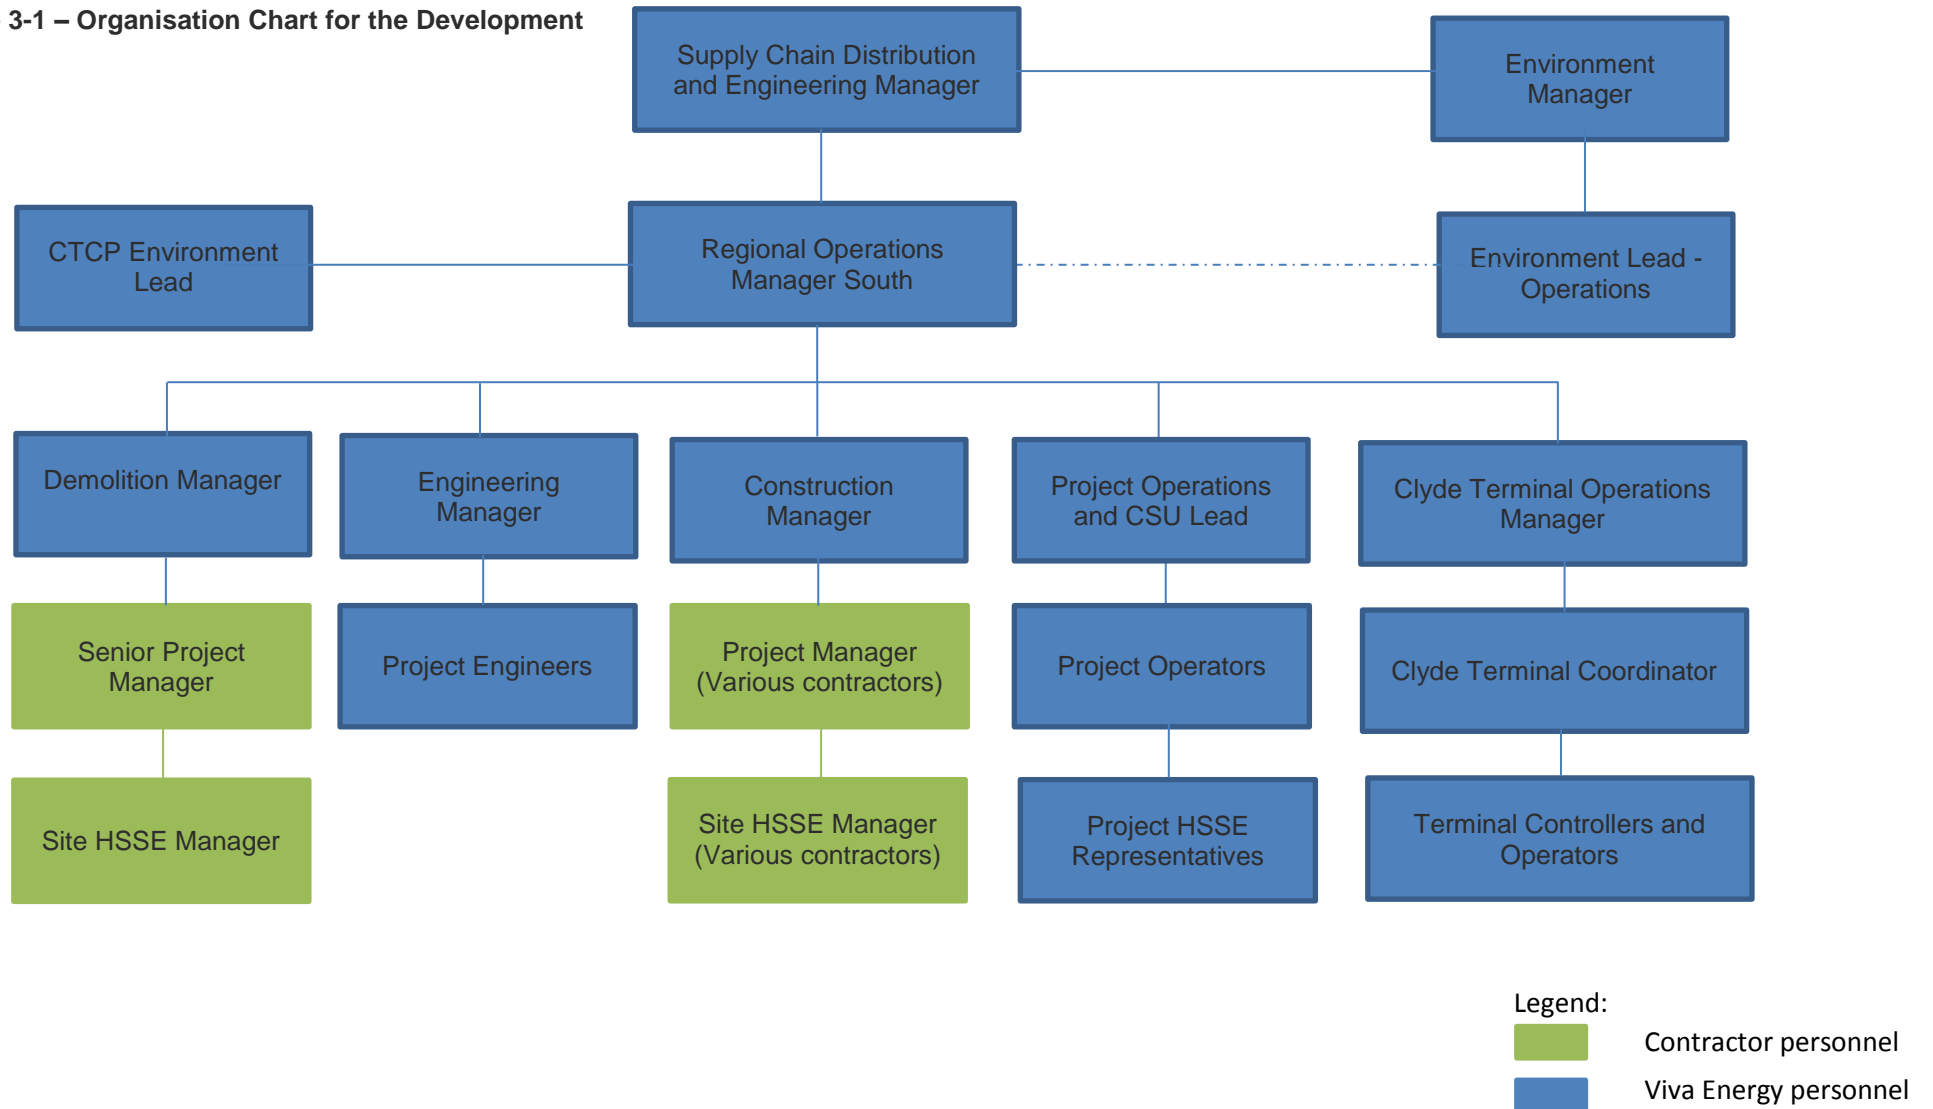 3-1 – Organisation Chart for the Development
Supply Chain Distribution
and Engineering Manager
Environment
Manager
CTCP Environment
Lead
Regional Operations
Manager South
Environment Lead -
Operations
Demolition Manager
Engineering
Manager
Construction
Manager
Project Operations
and CSU Lead
Clyde Terminal Operations
Manager
Senior Project
Manager
Project Engineers
Project Manager
(Various contractors)
Project Operators
Clyde Terminal Coordinator
Site HSSE Manager
Site HSSE Manager
(Various contractors)
Project HSSE
Representatives
Terminal Controllers and
Operators
Legend:
Contractor personnel
Viva Energy personnel